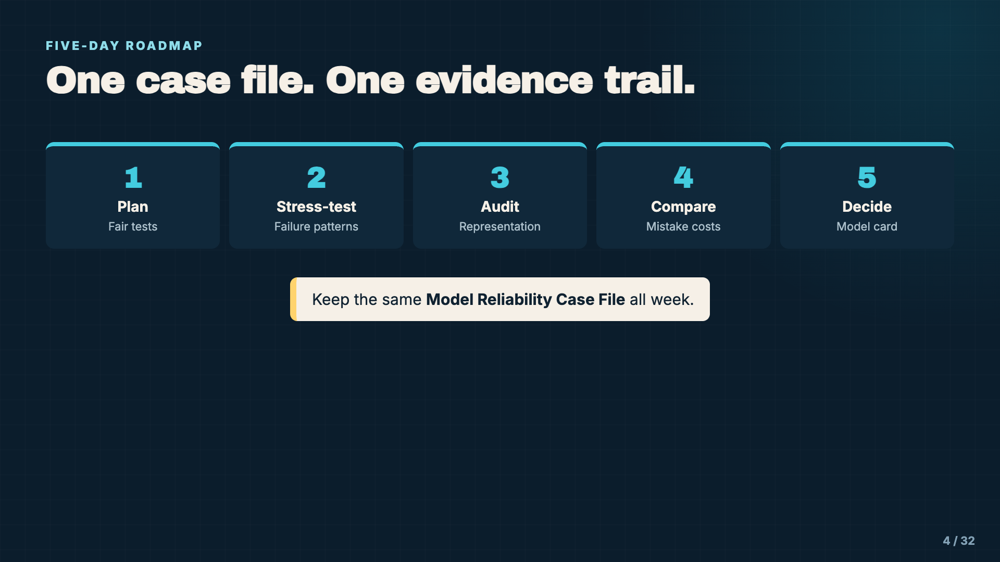 FIVE-DAY ROADMAP
One case file. One evidence trail.
1
Plan
Fair tests
2
Stress-test
Failure patterns
3
Audit
Representation
4
Compare
Mistake costs
5
Decide
Model card
Keep the same Model Reliability Case File all week.
4 / 32